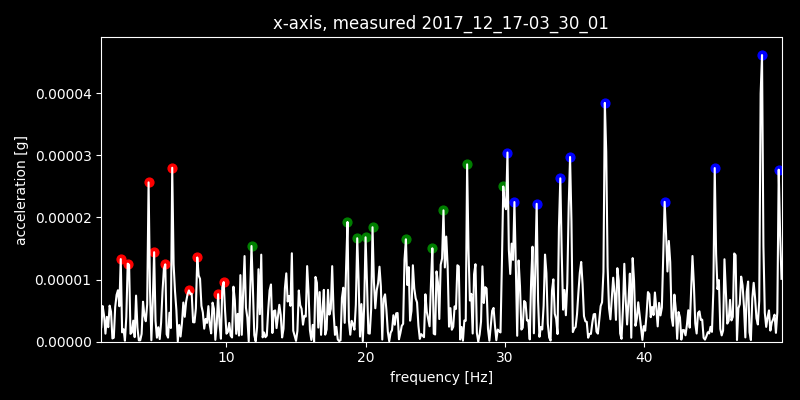 x-axis, measured 2017_12_17-03_30_01
acceleration [g]
0.00004
0.00003
0.00002
0.00001
0.00000
10 20 30 40
frequency [Hz]